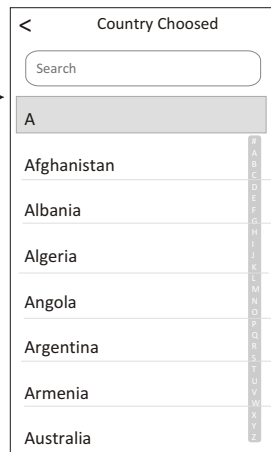 < Country Choosed
Search
A
Afghanistan
Albania
Algeria
Angola
Argentina
Armenia
Australia
#
A
B
C
D
E
F
G
H
I
J
K
L
M
N
O
P
Q
R
S
T
U
V
W
X
Y
Z